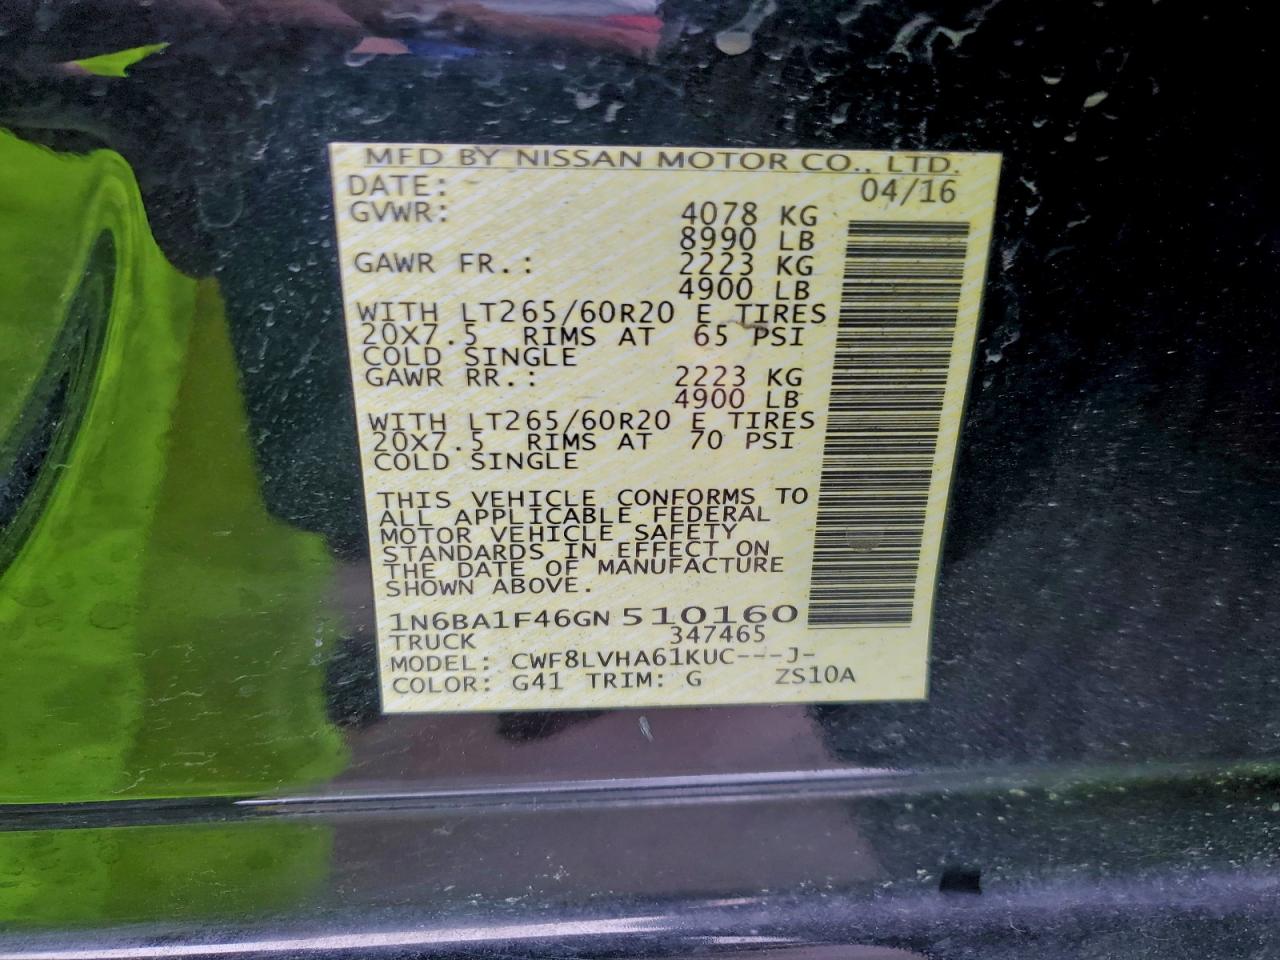 MFD BY NISSAN MOTOR CO., LTD.
DATE: 04/16
GVWR: 4078 KG
8990 LB
GAWR FR.: 2223 KG
4900 LB
WITH LT265/60R20 E TIRES
20X7.5 RIMS AT 65 PSI
COLD SINGLE
GAWR RR.: 2223 KG
4900 LB
WITH LT265/60R20 E TIRES
20X7.5 RIMS AT 70 PSI
COLD SINGLE
THIS VEHICLE CONFORMS TO
ALL APPLICABLE FEDERAL
MOTOR VEHICLE SAFETY
STANDARDS IN EFFECT ON
THE DATE OF MANUFACTURE
SHOWN ABOVE.
1N6BA1F46GN510160
TRUCK 347465
MODEL: CWF8LVHA61KUC---J-
COLOR: G41 TRIM: G ZS10A